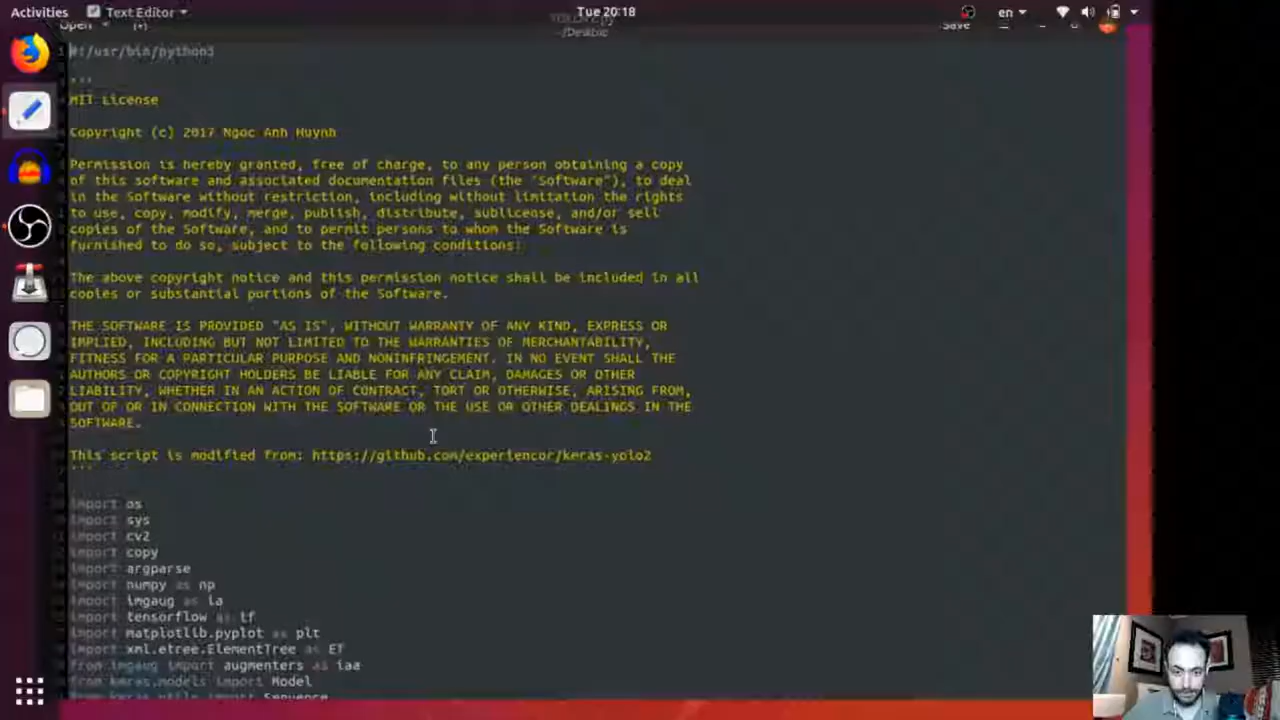 Activities Text Editor Tue 20:18 en
Open Save
~/Desktop
#!/usr/bin/python3
'''
MIT License
Copyright (c) 2017 Ngoc Anh Huynh
Permission is hereby granted, free of charge, to any person obtaining a copy
of this software and associated documentation files (the "Software"), to deal
in the Software without restriction, including without limitation the rights
to use, copy, modify, merge, publish, distribute, sublicense, and/or sell
copies of the Software, and to permit persons to whom the Software is
furnished to do so, subject to the following conditions:
The above copyright notice and this permission notice shall be included in all
copies or substantial portions of the Software.
THE SOFTWARE IS PROVIDED "AS IS", WITHOUT WARRANTY OF ANY KIND, EXPRESS OR
IMPLIED, INCLUDING BUT NOT LIMITED TO THE WARRANTIES OF MERCHANTABILITY,
FITNESS FOR A PARTICULAR PURPOSE AND NONINFRINGEMENT. IN NO EVENT SHALL THE
AUTHORS OR COPYRIGHT HOLDERS BE LIABLE FOR ANY CLAIM, DAMAGES OR OTHER
LIABILITY, WHETHER IN AN ACTION OF CONTRACT, TORT OR OTHERWISE, ARISING FROM,
OUT OF OR IN CONNECTION WITH THE SOFTWARE OR THE USE OR OTHER DEALINGS IN THE
SOFTWARE.
This script is modified from: https://github.com/experiencor/keras-yolo2
'''
import os
import sys
import cv2
import copy
import argparse
import numpy as np
import imgaug as ia
import tensorflow as tf
import matplotlib.pyplot as plt
import xml.etree.ElementTree as ET
from imgaug import augmenters as iaa
from keras.models import Model
from keras.utils import Sequence